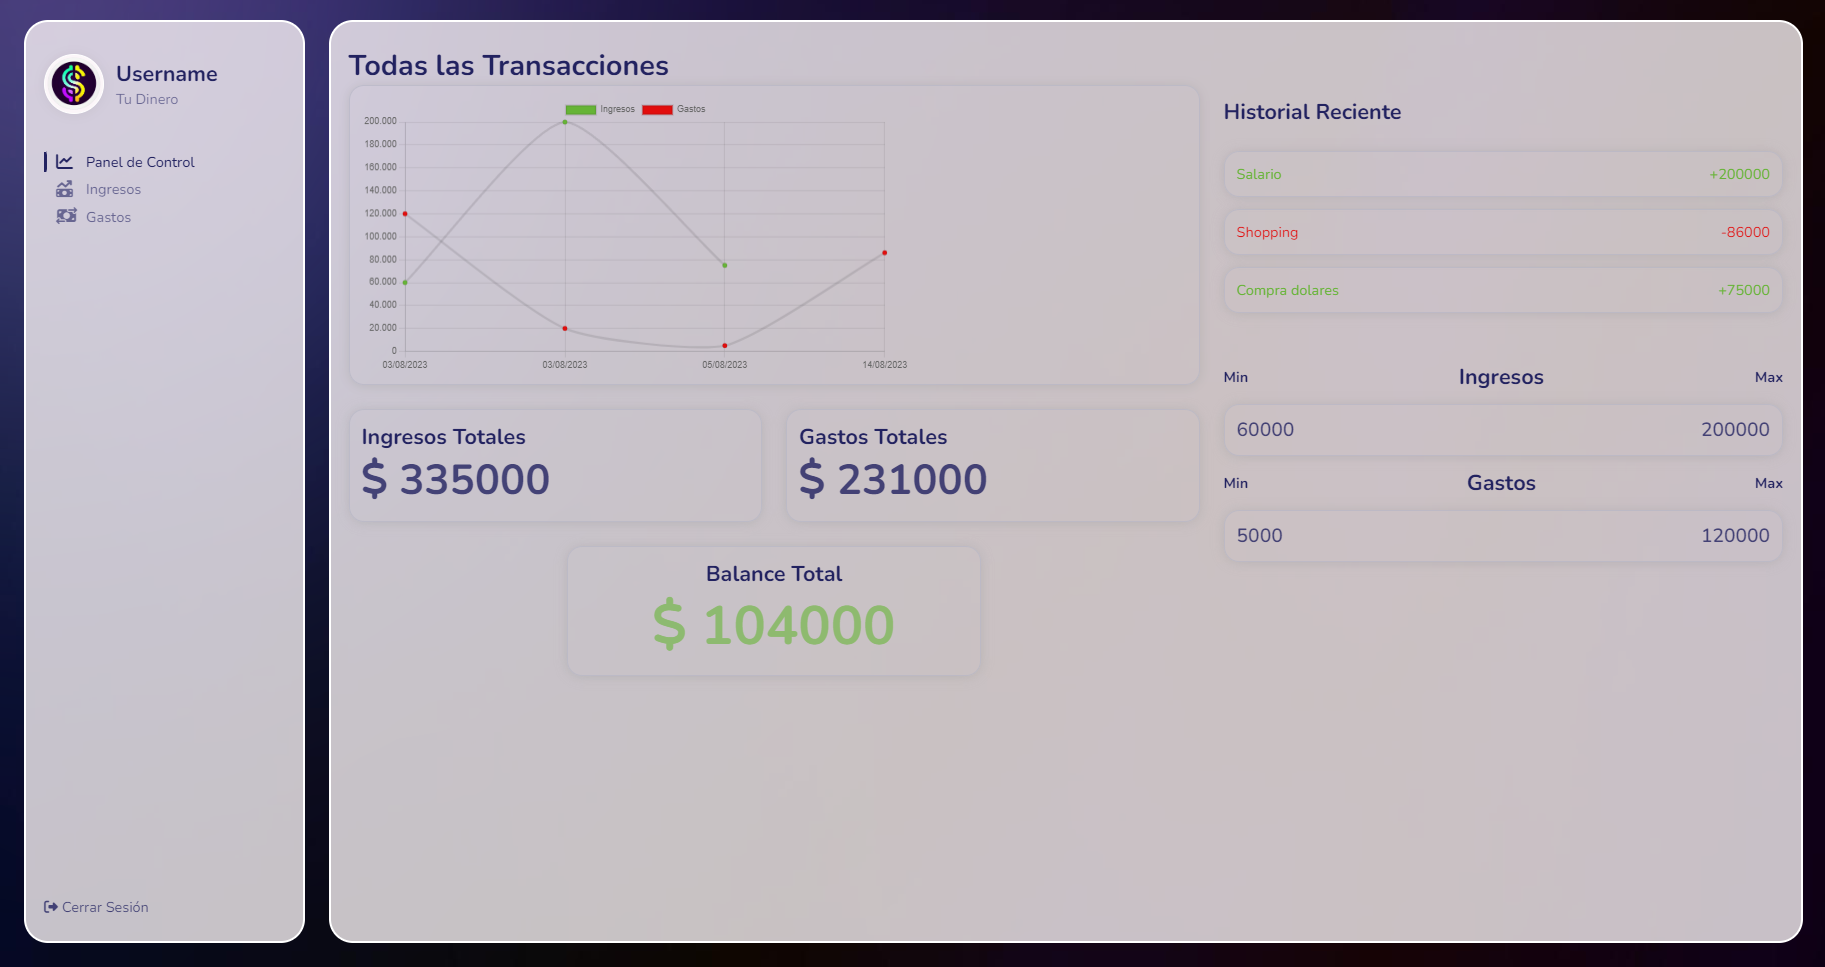 Username
Tu Dinero
Panel de Control
Ingresos
Gastos
Cerrar Sesión
Todas las Transacciones
Ingresos Gastos
200.000
180.000
160.000
140.000
120.000
100.000
80.000
60.000
40.000
20.000
0
03/08/2023 03/08/2023 05/08/2023 14/08/2023
Ingresos Totales
$ 335000
Gastos Totales
$ 231000
Balance Total
$ 104000
Historial Reciente
Salario +200000
Shopping -86000
Compra dolares +75000
Min Ingresos Max
60000 200000
Min Gastos Max
5000 120000